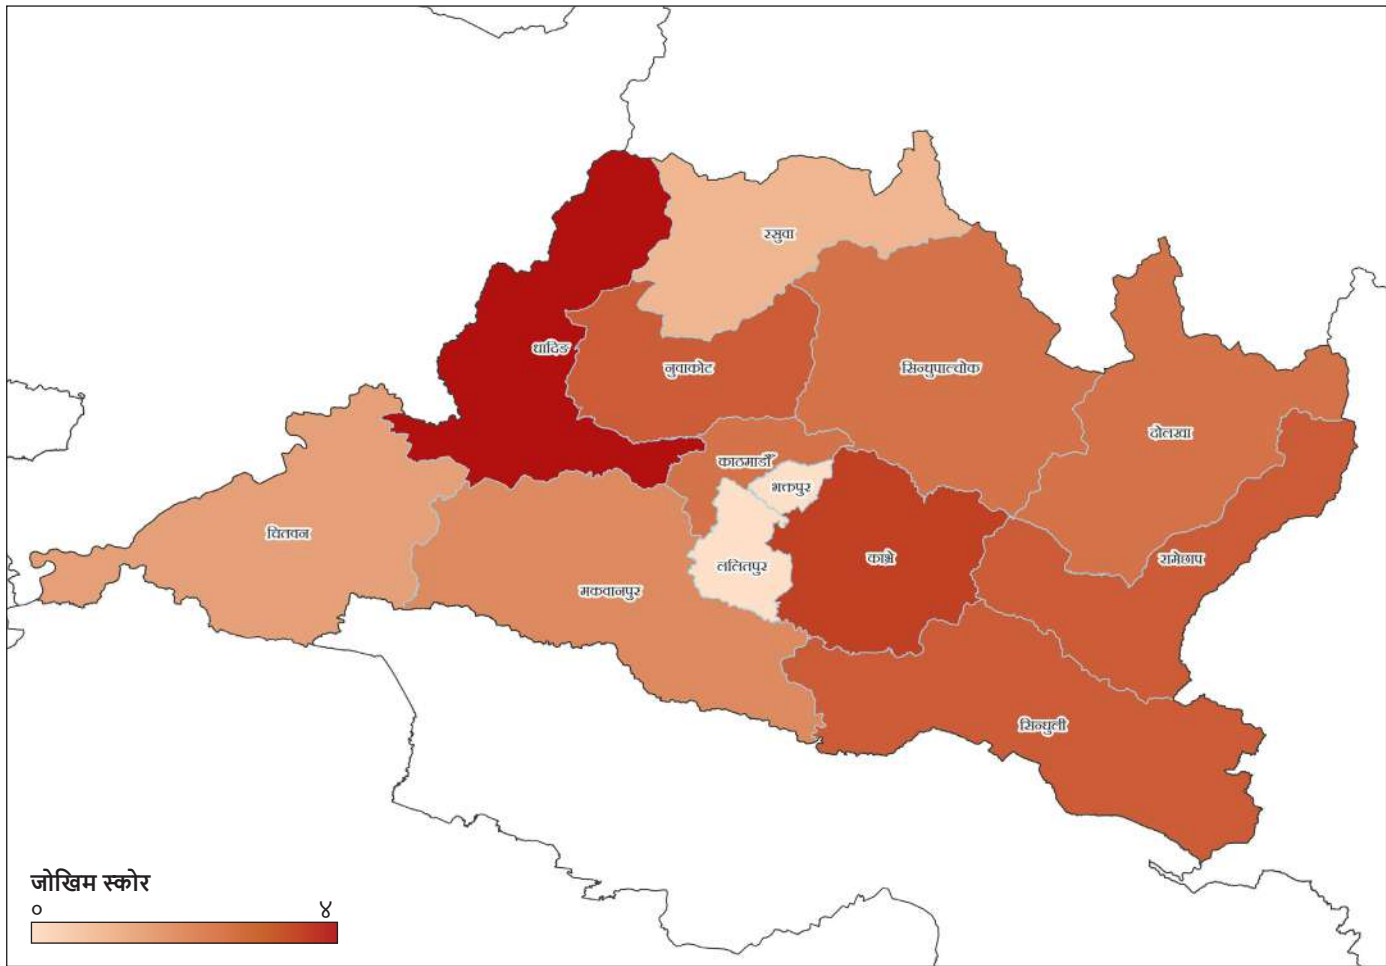 रसुवा
धादिङ
नुवाकोट
सिन्धुपाल्चोक
दोलखा
काठमाडौँ
भक्तपुर
चितवन
ललितपुर
काभ्रे
रामेछाप
मकवानपुर
सिन्धुली
जोखिम स्कोर
० ४